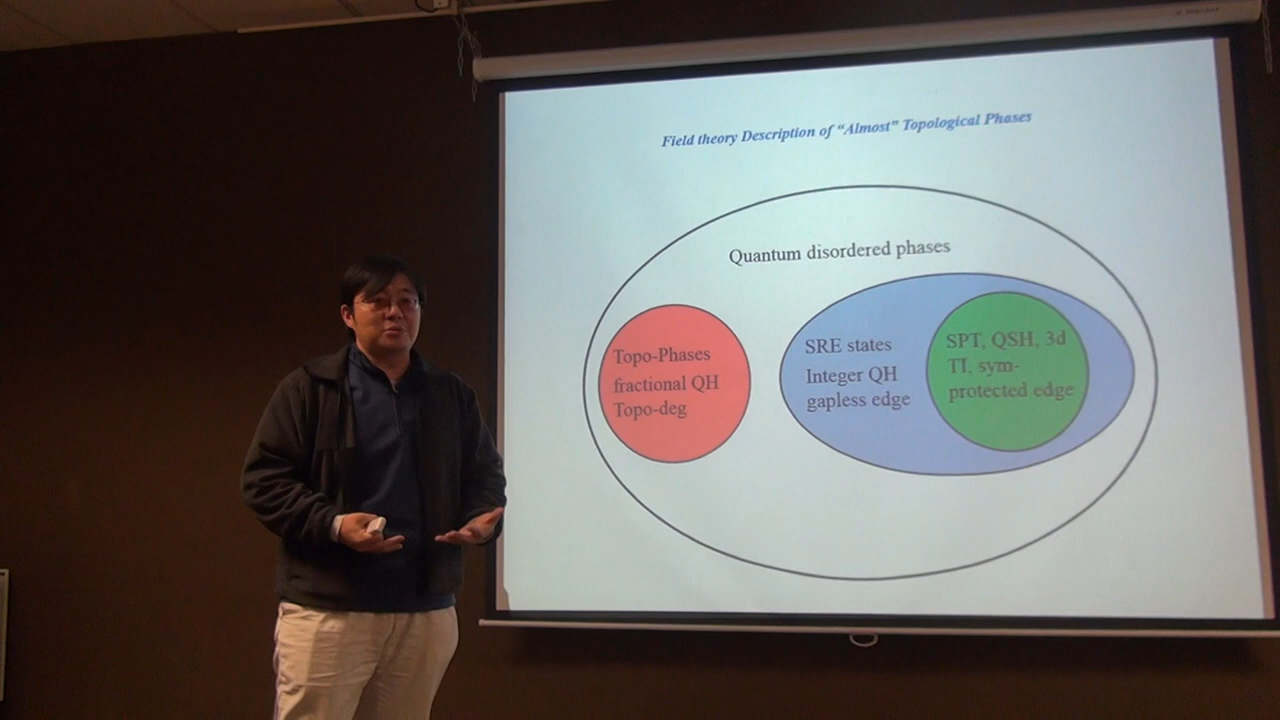 Field theory Description of “Almost” Topological Phases
Quantum disordered phases
Topo-Phases
fractional QH
Topo-deg
SRE states
Integer QH
gapless edge
SPT, QSH, 3d
TI, sym-
protected edge